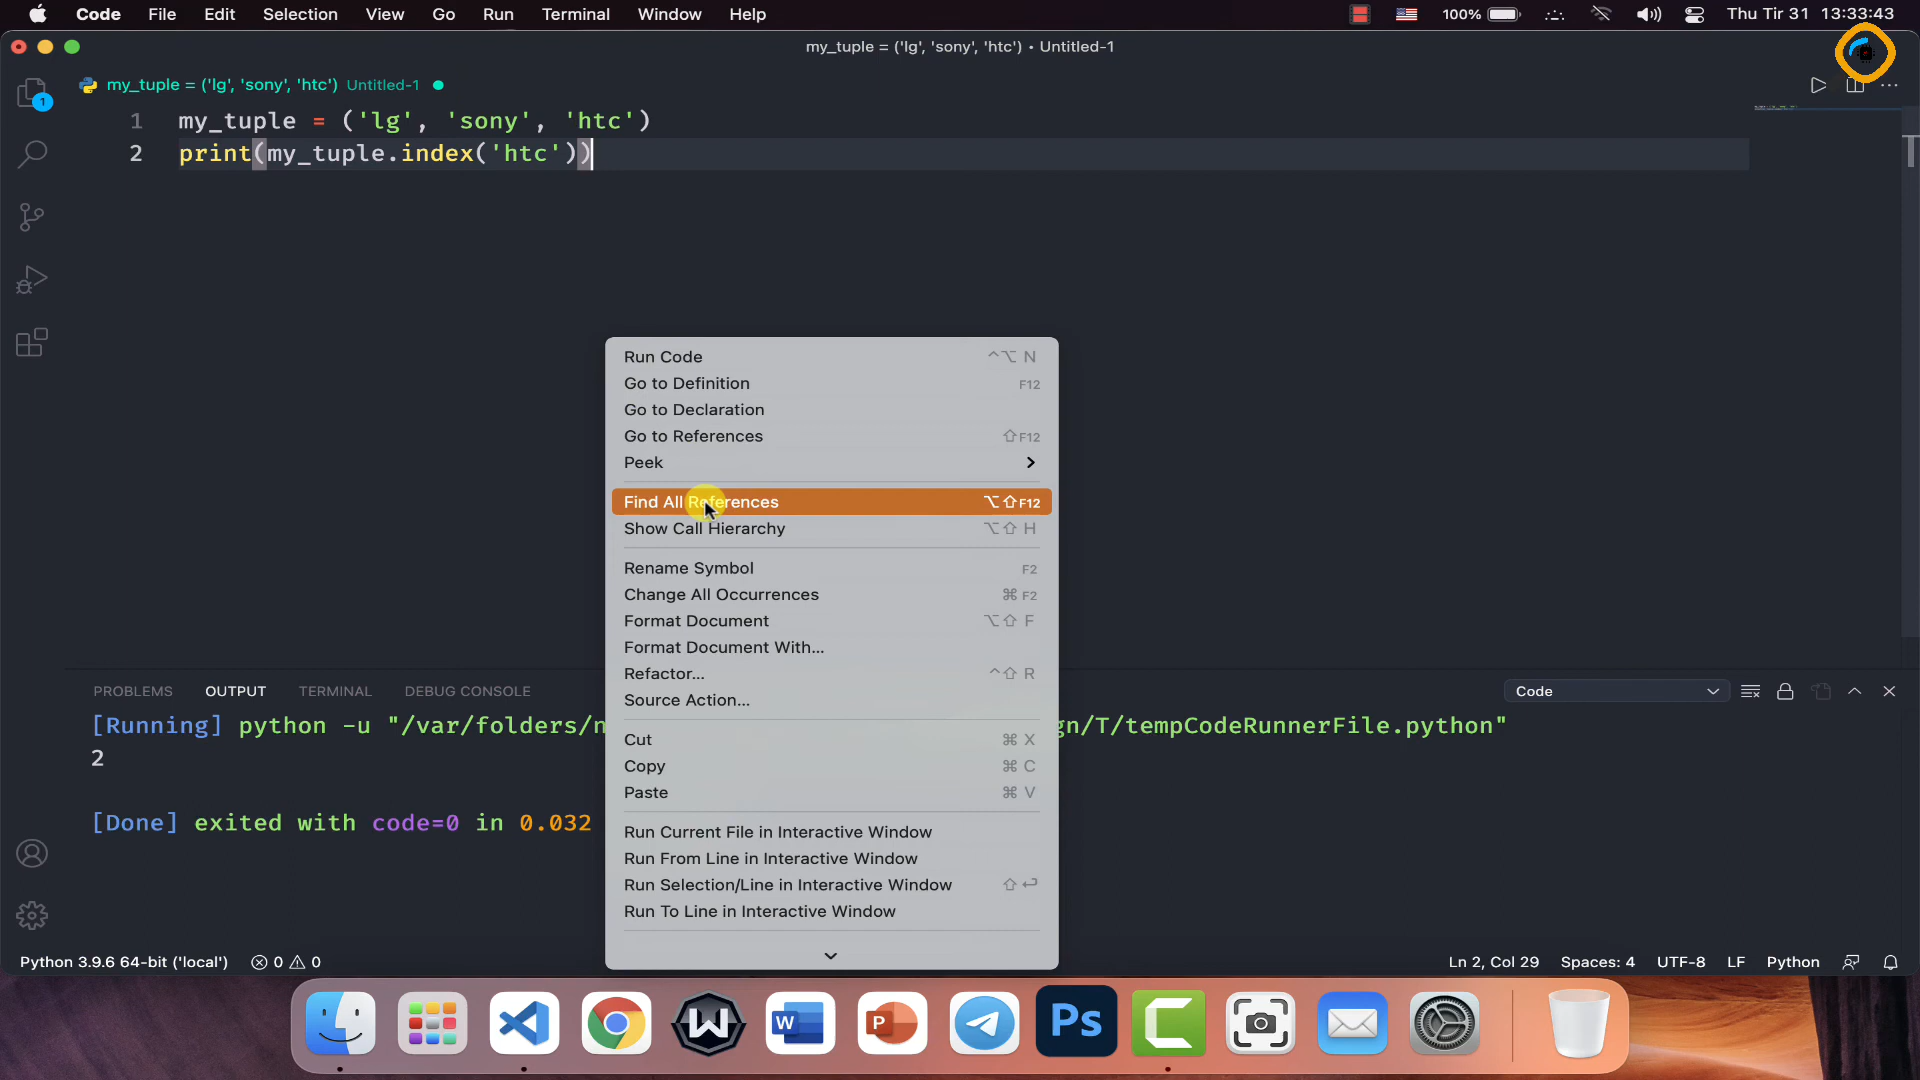 Code File Edit Selection View Go Run Terminal Window Help 100% Thu Tir 31 13:33:43
my_tuple = ('lg', 'sony', 'htc') • Untitled-1
my_tuple = ('lg', 'sony', 'htc') Untitled-1
1 my_tuple = ('lg', 'sony', 'htc')
2 print(my_tuple.index('htc'))
1
Run Code ^⌥ N
Go to Definition F12
Go to Declaration
Go to References ⇧F12
Peek
Find All References ⌥⇧F12
Show Call Hierarchy ⌥⇧ H
Rename Symbol F2
Change All Occurrences ⌘ F2
Format Document ⌥⇧ F
Format Document With...
Refactor... ^⇧ R
Source Action...
Cut ⌘ X
Copy ⌘ C
Paste ⌘ V
Run Current File in Interactive Window
Run From Line in Interactive Window
Run Selection/Line in Interactive Window ⇧ ⏎
Run To Line in Interactive Window
PROBLEMS OUTPUT TERMINAL DEBUG CONSOLE Code
[Running] python -u "/var/folders/n gn/T/tempCodeRunnerFile.python"
2
[Done] exited with code=0 in 0.032
Python 3.9.6 64-bit ('local') 0 0 Ln 2, Col 29 Spaces: 4 UTF-8 LF Python
W W P Ps